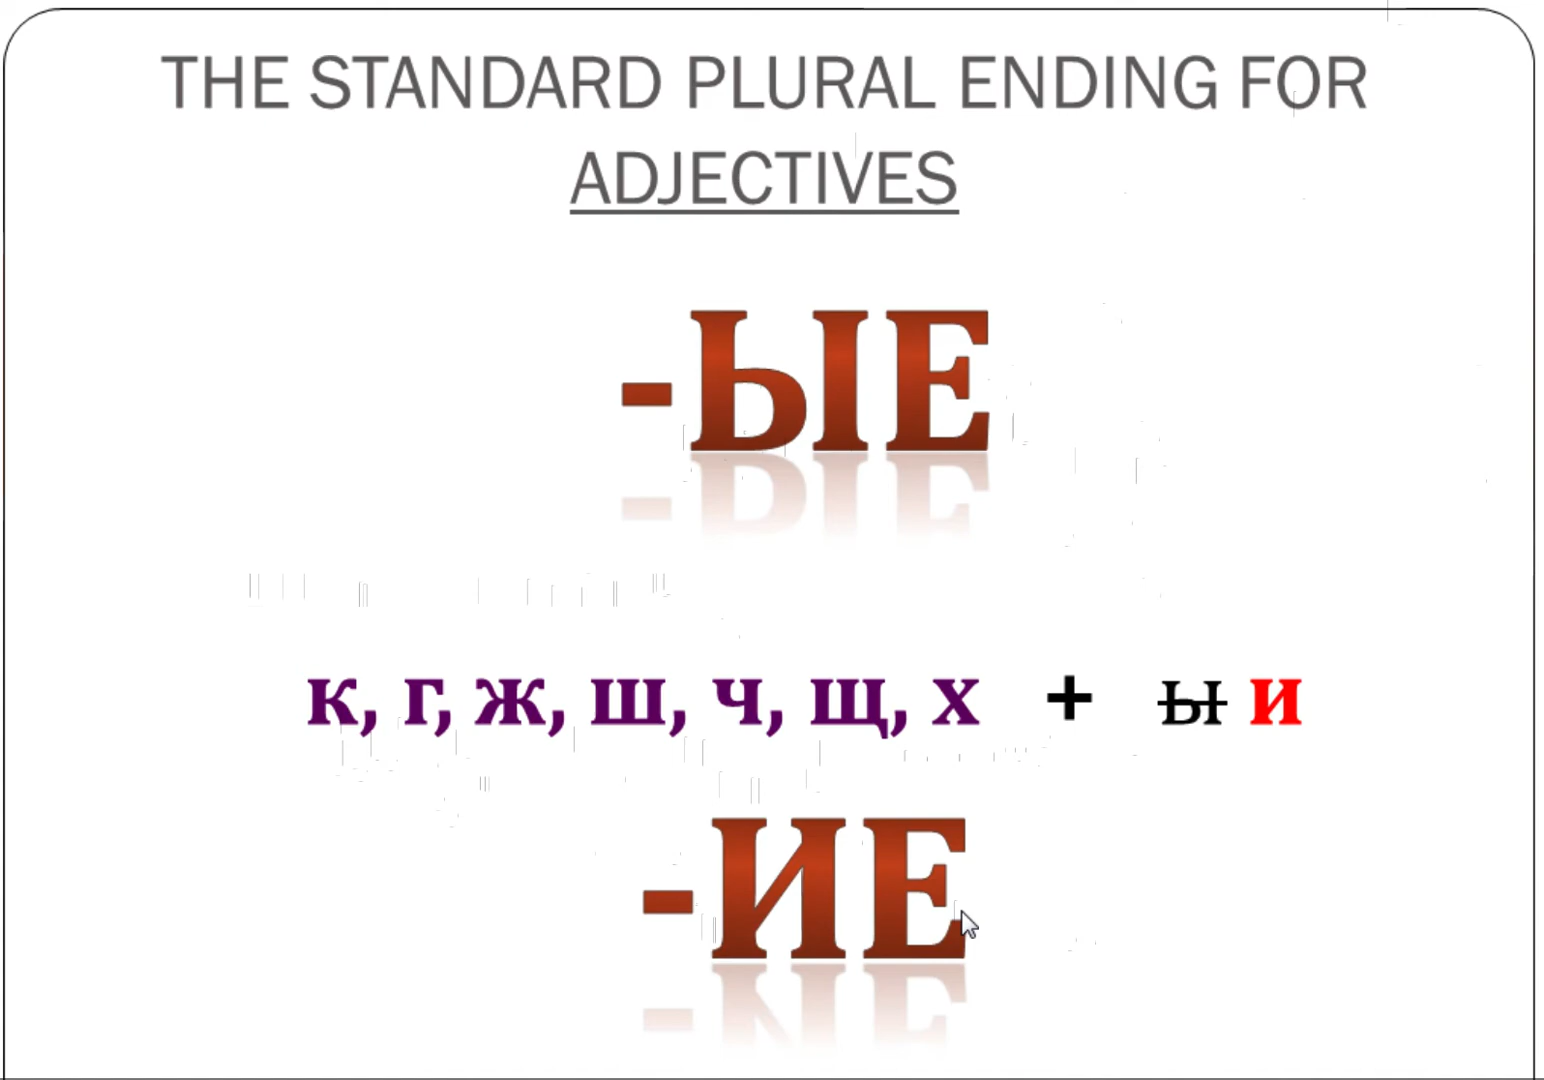 THE STANDARD PLURAL ENDING FOR
ADJECTIVES
-ЫЕ
к, г, ж, ш, ч, щ, х + ы и
-ИЕ